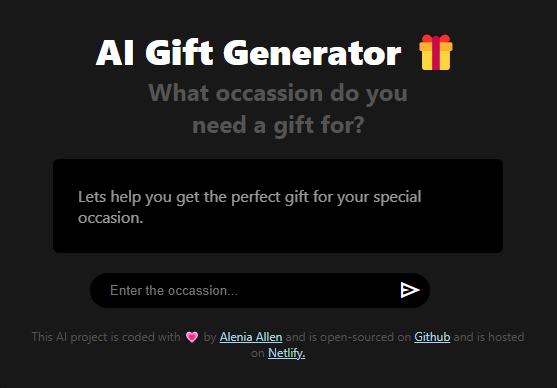 AI Gift Generator 🎁
What occassion do you
need a gift for?
Lets help you get the perfect gift for your special
occasion.
Enter the occassion...
This AI project is coded with 💗 by Alenia Allen and is open-sourced on Github and is hosted
on Netlify.